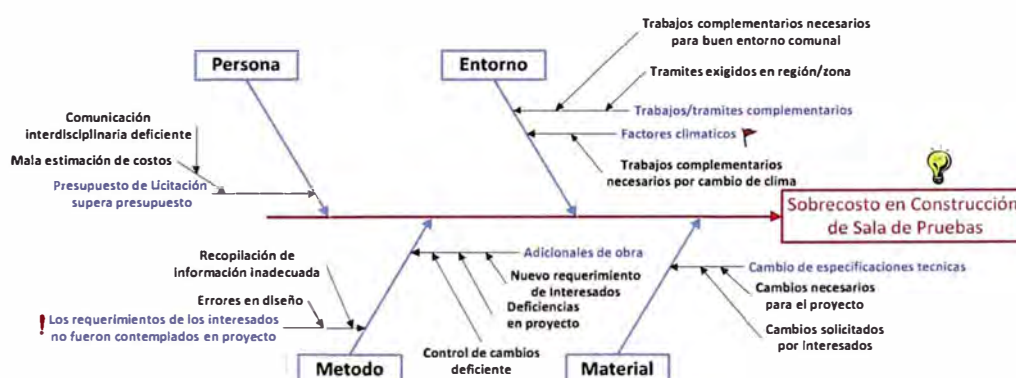 Trabajos complementarios necesarios
para buen entorno comunal
Persona
Entorno
Tramites exigidos en región/zona
Trabajos/tramites complementarios
Comunicación
interdisciplinaria deficiente
Factores climaticos
Mala estimación de costos
Trabajos complementarios
necesarios por cambio de clima
Presupuesto de Licitación
supera presupuesto
Sobrecosto en Construcción
de Sala de Pruebas
Recopilación de
información inadecuada
Adicionales de obra
Cambio de especificaciones tecnicas
Nuevo requerimiento
de Interesados
Cambios necesarios
para el proyecto
Errores en diseño
Deficiencias
en proyecto
! Los requerimientos de los interesados
no fueron contemplados en proyecto
Cambios solicitados
por Interesados
Control de cambios
deficiente
Metodo
Material